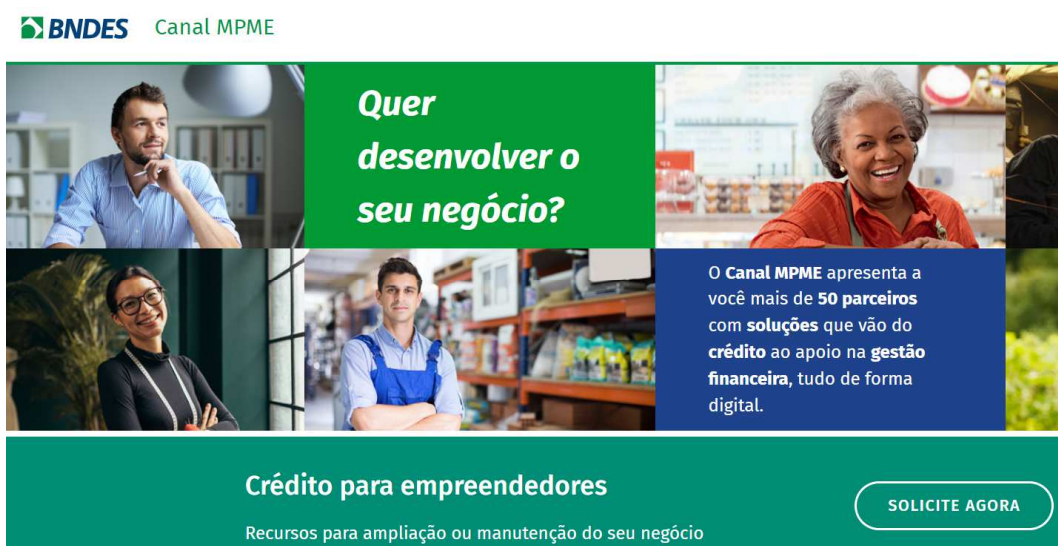 BNDES Canal MPME
Quer
desenvolver o
seu negócio?
O Canal MPME apresenta a
você mais de 50 parceiros
com soluções que vão do
crédito ao apoio na gestão
financeira, tudo de forma
digital.
Crédito para empreendedores
Recursos para ampliação ou manutenção do seu negócio
SOLICITE AGORA